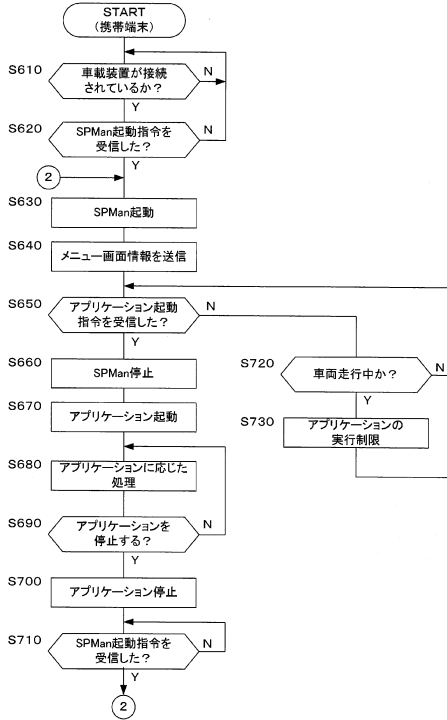 START
(携帯端末)
S610
車載装置が接続
されているか?
N
Y
S620
SPMan起動指令を
受信した?
N
Y
2
S630
SPMan起動
S640
メニュー画面情報を送信
S650
アプリケーション起動
指令を受信した?
N
Y
S660
SPMan停止
S720
車両走行中か?
N
Y
S670
アプリケーション起動
S730
アプリケーションの
実行制限
S680
アプリケーションに応じた
処理
S690
アプリケーションを
停止する?
N
Y
S700
アプリケーション停止
S710
SPMan起動指令を
受信した?
N
Y
2